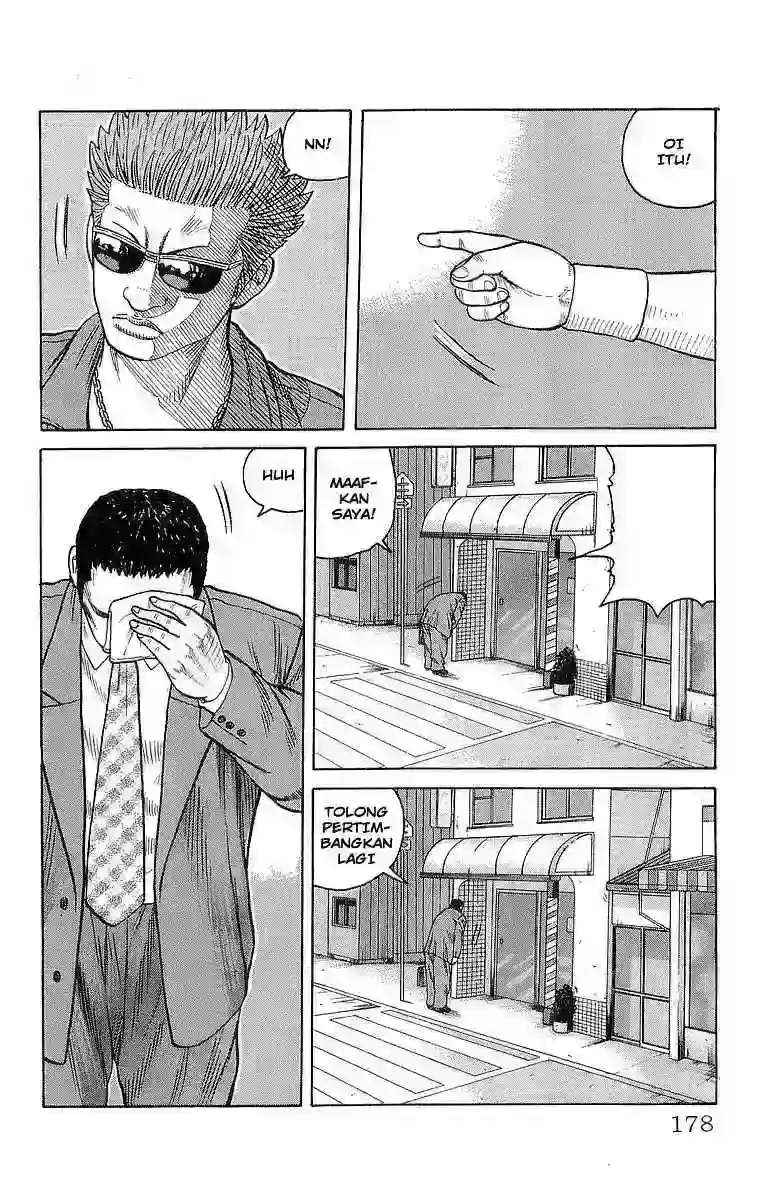 OI
ITU!
NN!
MAAF-
KAN
SAYA!
TOLONG
PERTIM-
BANGKAN
LAGI
HUH
178